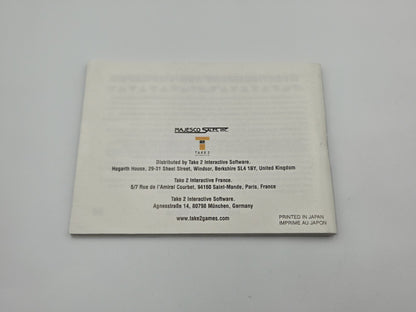 MAJESCO SALES, INC.
TAKE 2
Distributed by Take 2 Interactive Software.
Hogarth House, 29-31 Sheet Street, Windsor, Berkshire SL4 1BY, United Kingdom
Take 2 Interactive France.
5/7 Rue de l'Amiral Courbet, 94160 Saint-Mande, Paris, France
Take 2 Interactive Software.
Agnesstraße 14, 80798 München, Germany
www.take2games.com
PRINTED IN JAPAN
IMPRIME AU JAPON